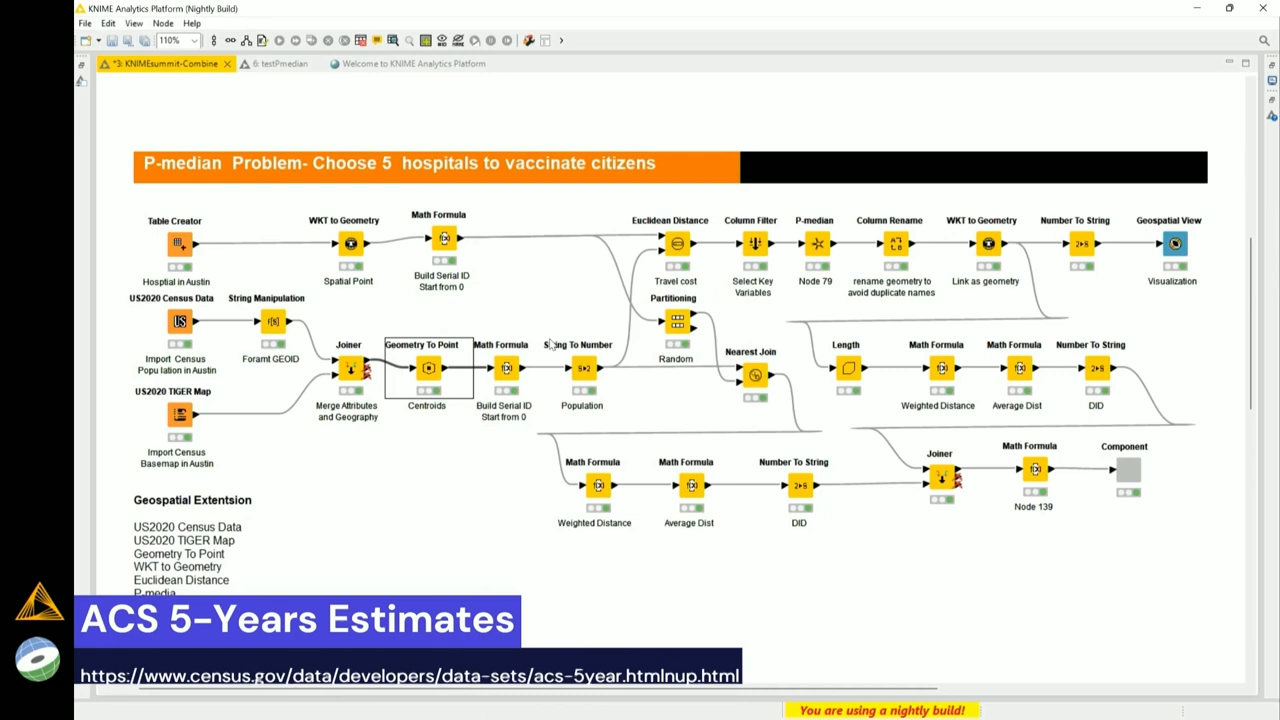 KNIME Analytics Platform (Nightly Build)
File Edit View Node Help
110%
*3: KNIMEsummit-Combine
6: testPmedian
Welcome to KNIME Analytics Platform
P-median Problem- Choose 5 hospitals to vaccinate citizens
Table Creator
Hosptial in Austin
WKT to Geometry
Spatial Point
Math Formula
Build Serial ID
Start from 0
Euclidean Distance
Travel cost
Column Filter
Select Key
Variables
P-median
Node 79
Column Rename
rename geometry to
avoid duplicate names
WKT to Geometry
Link as geometry
Number To String
Geospatial View
Visualization
US2020 Census Data
Import Census
Population in Austin
String Manipulation
Foramt GEOID
Partitioning
Random
Joiner
Merge Attributes
and Geography
Geometry To Point
Centroids
Math Formula
Build Serial ID
Start from 0
String To Number
Population
Nearest Join
Length
Math Formula
Weighted Distance
Math Formula
Average Dist
Number To String
DID
US2020 TIGER Map
Import Census
Basemap in Austin
Math Formula
Weighted Distance
Math Formula
Average Dist
Number To String
DID
Joiner
Math Formula
Node 139
Component
Geospatial Extentsion
US2020 Census Data
US2020 TIGER Map
Geometry To Point
WKT to Geometry
Euclidean Distance
P-media
ACS 5-Years Estimates
https://www.census.gov/data/developers/data-sets/acs-5year.htmlnup.html
You are using a nightly build!